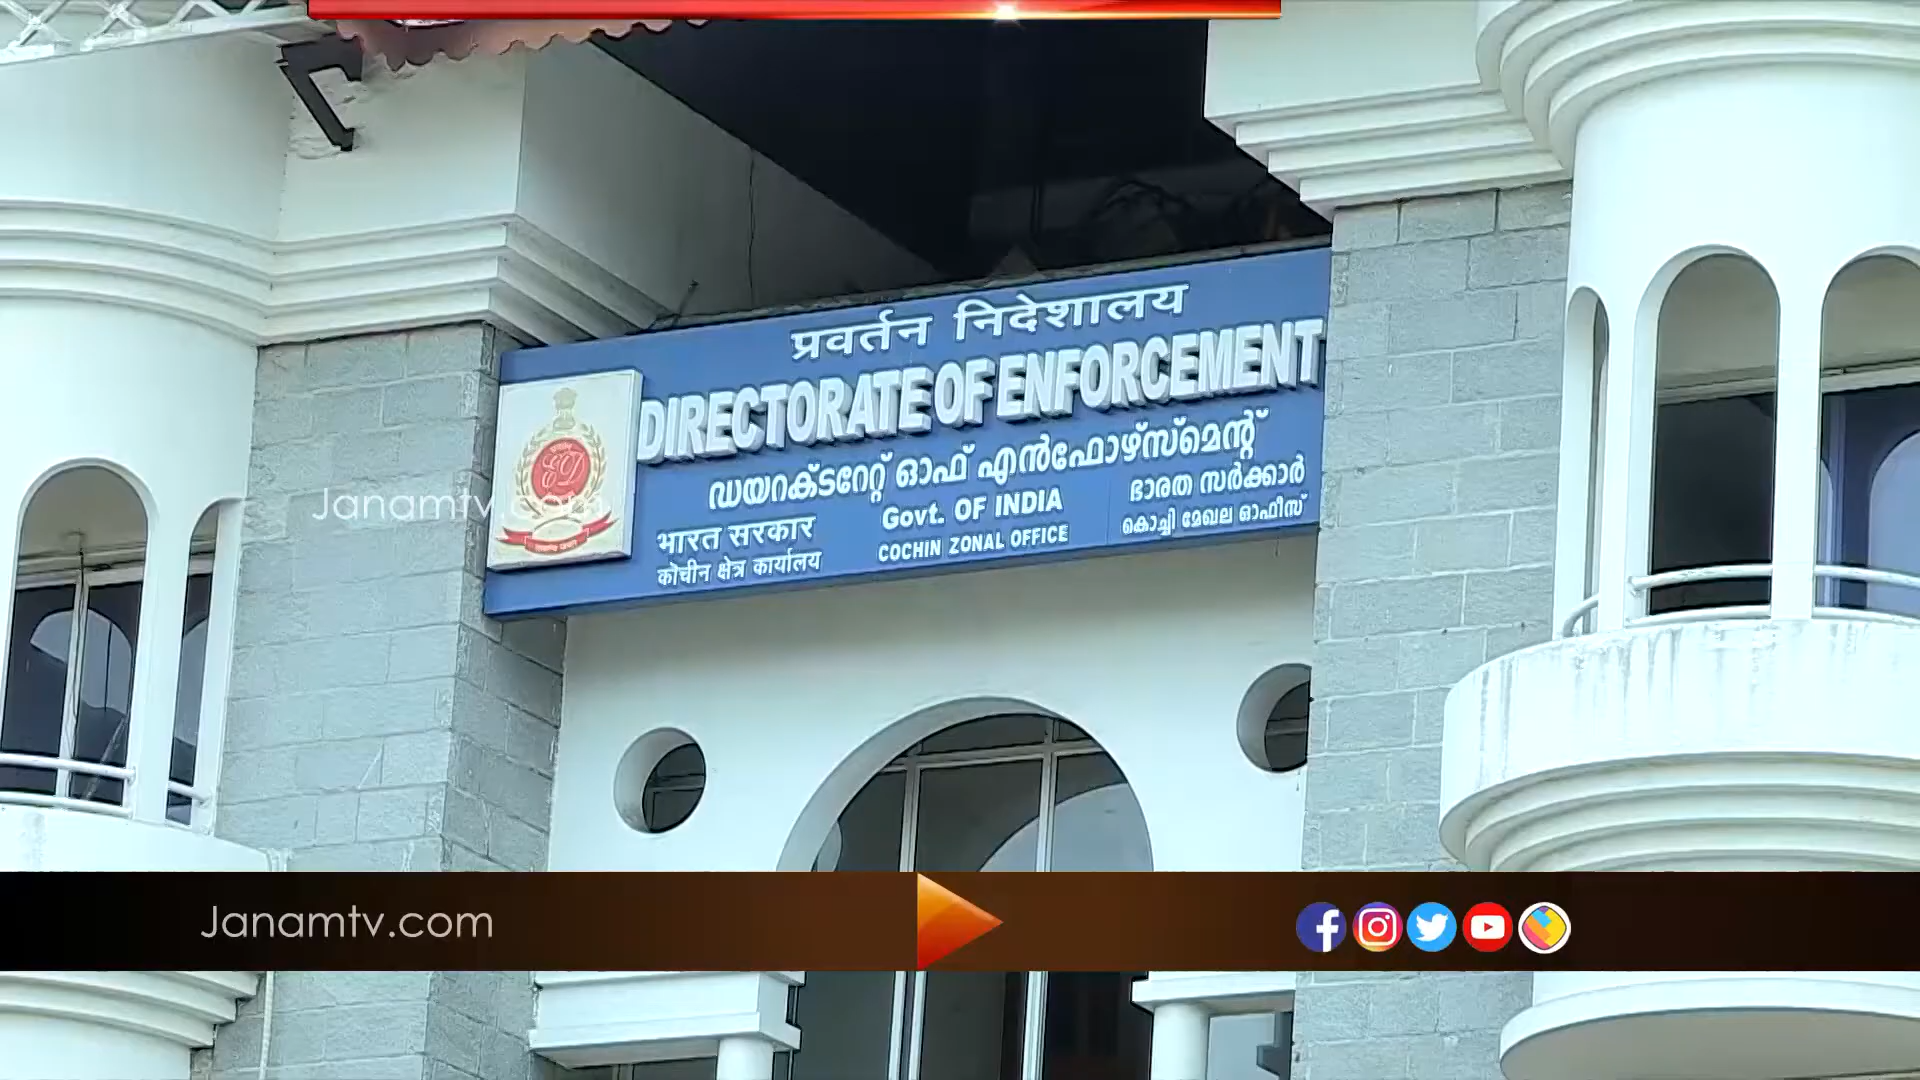 प्रवर्तन निदेशालय
DIRECTORATE OF ENFORCEMENT
ഡയറക്ടറേറ്റ് ഓഫ് എൻഫോഴ്സ്മെന്റ്
भारत सरकार
कोचीन क्षेत्र कार्यालय
Govt. OF INDIA
COCHIN ZONAL OFFICE
ഭാരത സർക്കാർ
കൊച്ചി മേഖല ഓഫീസ്
ED
Janamtv.com
Janamtv.com